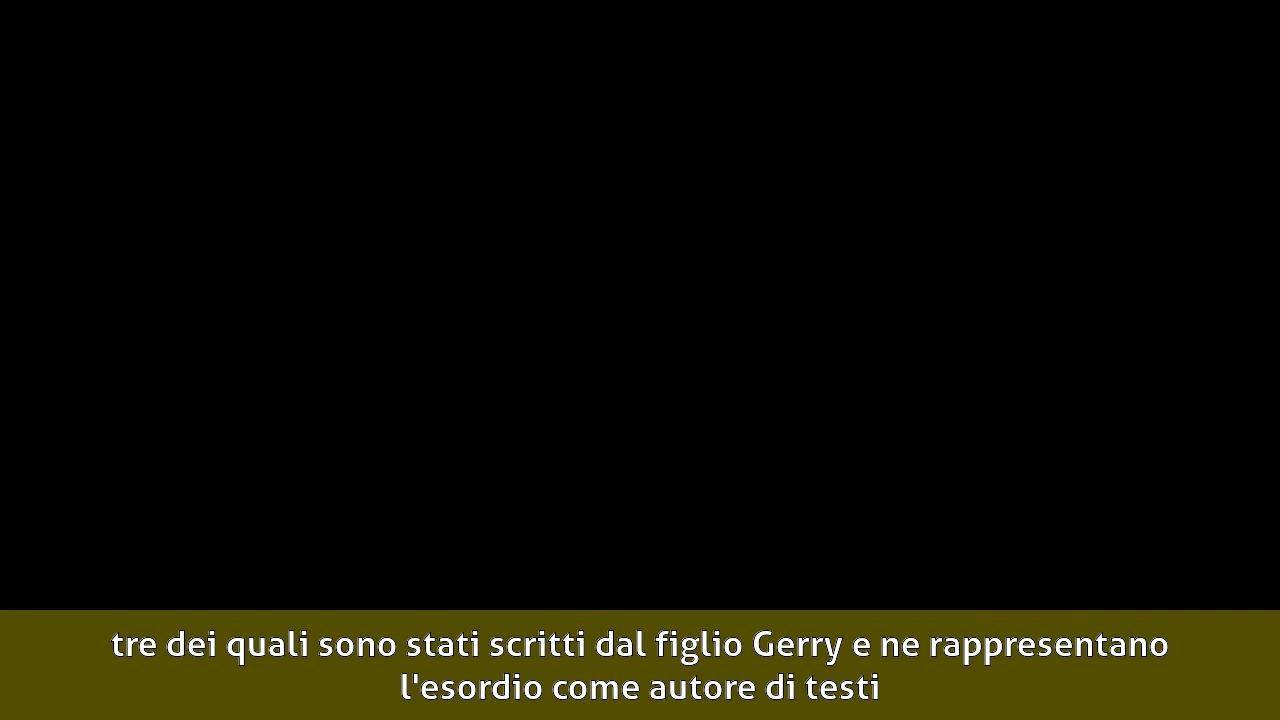 tre dei quali sono stati scritti dal figlio Gerry e ne rappresentano
l'esordio come autore di testi